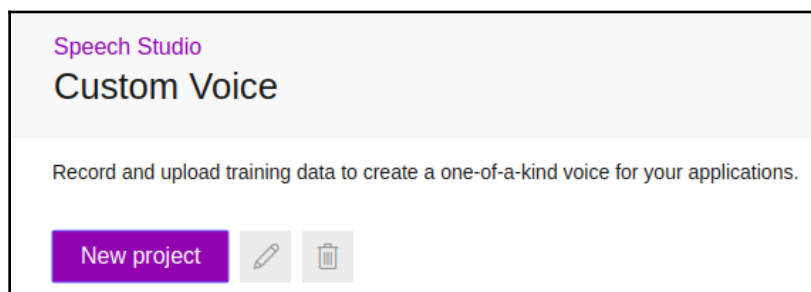 Speech Studio
Custom Voice
Record and upload training data to create a one-of-a-kind voice for your applications.
New project